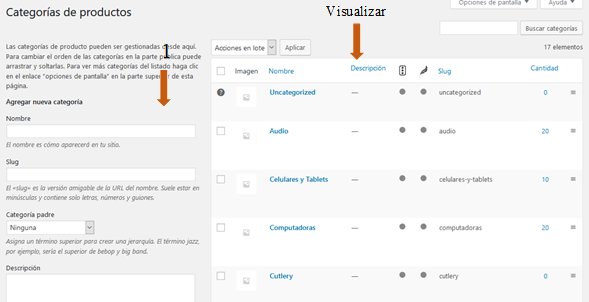 Categorías de productos
Visualizar
Opciones de pantalla
Ayuda
Buscar categorías
Las categorías de producto pueden ser gestionadas desde aquí.
Para cambiar el orden de las categorías en la parte pública puede
arrastrar y soltarlas. Para ver más categorías del listado haga clic
en el enlace "opciones de pantalla" en la parte superior de esta
página.
1
Agregar nueva categoría
Nombre
El nombre es cómo aparecerá en tu sitio.
Slug
El «slug» es la versión amigable de la URL del nombre. Suele estar en
minúsculas y contiene solo letras, números y guiones.
Categoría padre
Ninguna
Asigna un término superior para crear una jerarquía. El término jazz,
por ejemplo, sería el superior de bebop y big band.
Descripción
Acciones en lote
Aplicar
17 elementos
Imagen Nombre Descripción Slug Cantidad
Uncategorized — uncategorized 0
Audio — audio 20
Celulares y Tablets — celulares-y-tablets 10
Computadoras — computadoras 20
Cutlery — cutlery 0